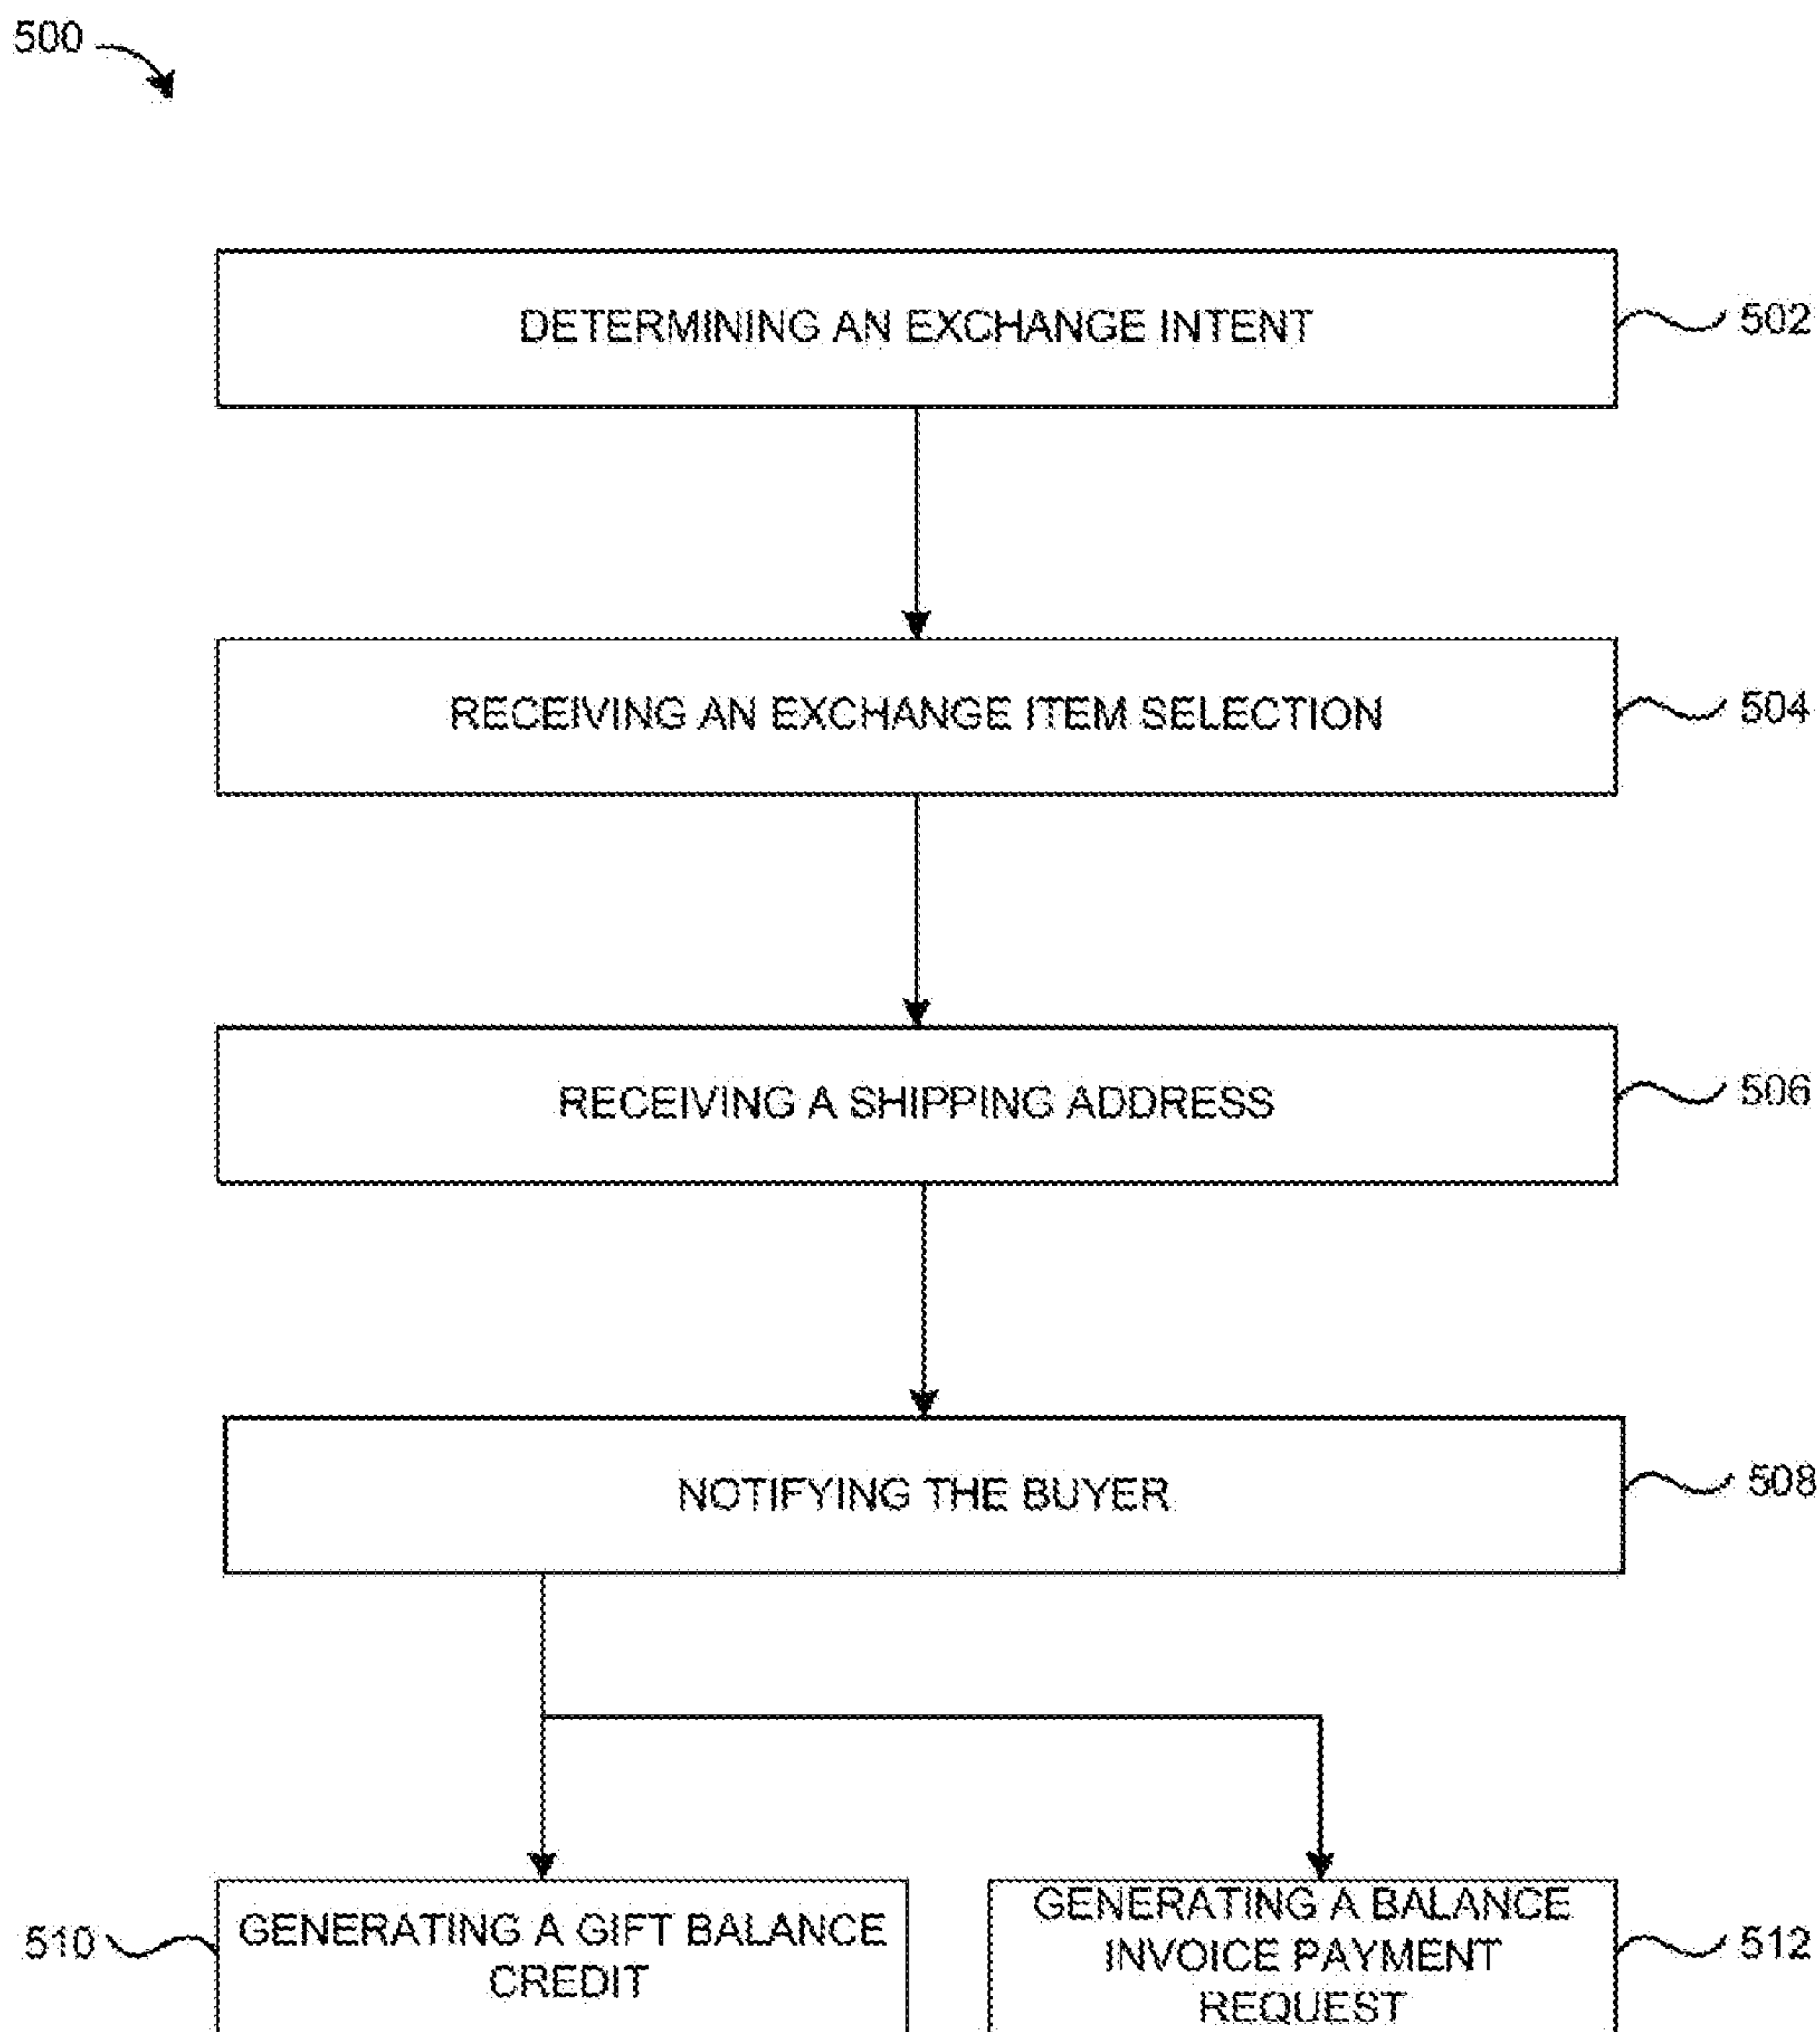 500
DETERMINING AN EXCHANGE INTENT
502
RECEIVING AN EXCHANGE ITEM SELECTION
504
RECEIVING A SHIPPING ADDRESS
506
NOTIFYING THE BUYER
508
510
GENERATING A GIFT BALANCE
CREDIT
GENERATING A BALANCE
INVOICE PAYMENT
REQUEST
512